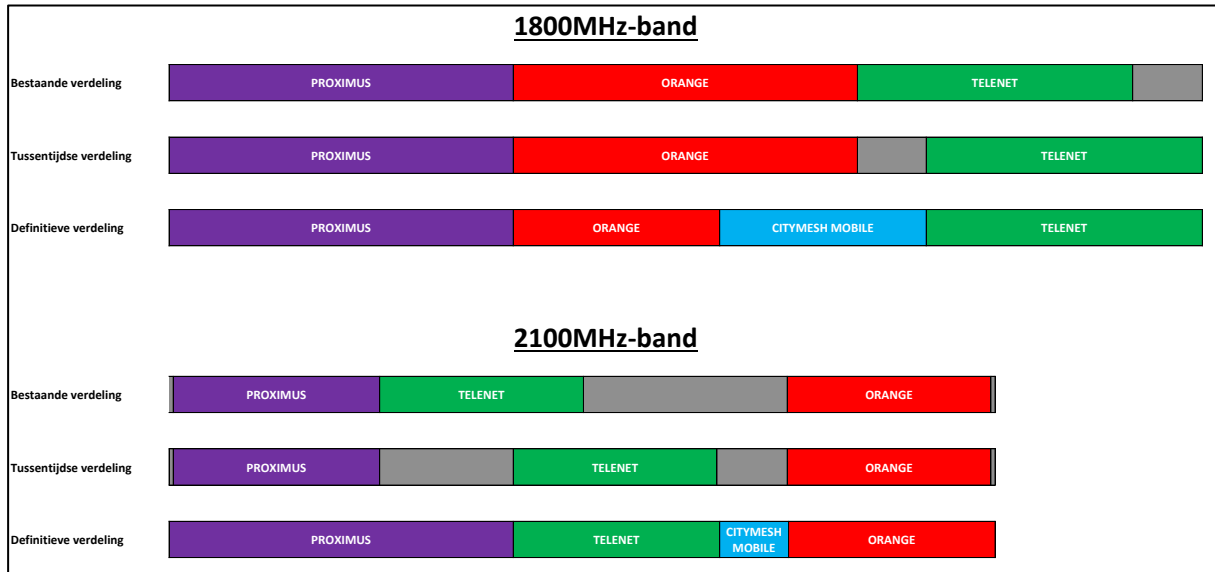 1800MHz-band
Bestaande verdeling PROXIMUS ORANGE TELENET
Tussentijdse verdeling PROXIMUS ORANGE TELENET
Definitieve verdeling PROXIMUS ORANGE CITYMESH MOBILE TELENET
2100MHz-band
Bestaande verdeling PROXIMUS TELENET ORANGE
Tussentijdse verdeling PROXIMUS TELENET ORANGE
Definitieve verdeling PROXIMUS TELENET CITYMESH MOBILE ORANGE